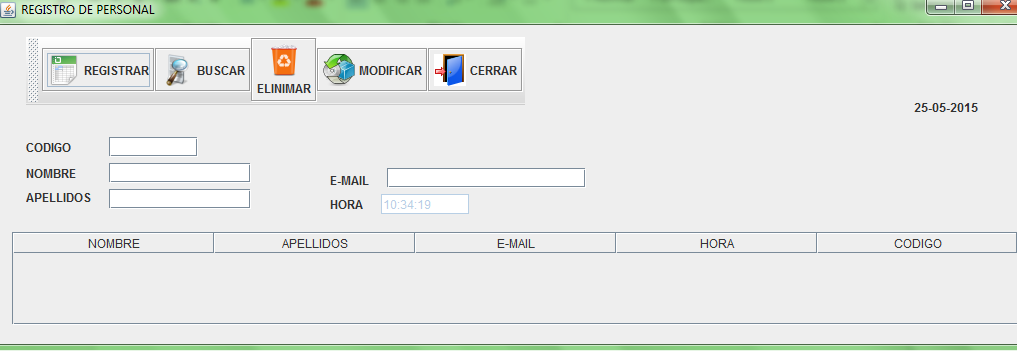 REGISTRO DE PERSONAL
REGISTRAR BUSCAR ELINIMAR MODIFICAR CERRAR
25-05-2015
CODIGO
NOMBRE
APELLIDOS
E-MAIL
HORA 10:34:19
NOMBRE APELLIDOS E-MAIL HORA CODIGO